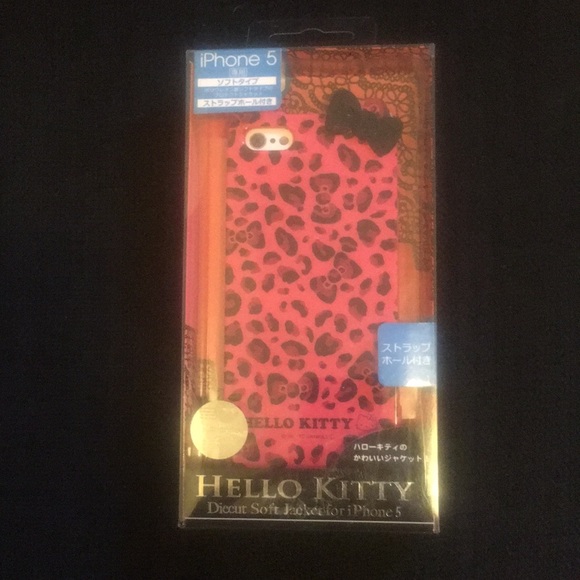 iPhone 5
専用
ソフトタイプ
ストラップホール付き
ストラップ
ホール付き
HELLO KITTY
ハローキティの
かわいいジャケット
HELLO KITTY
Diecut Soft Jacket for iPhone 5